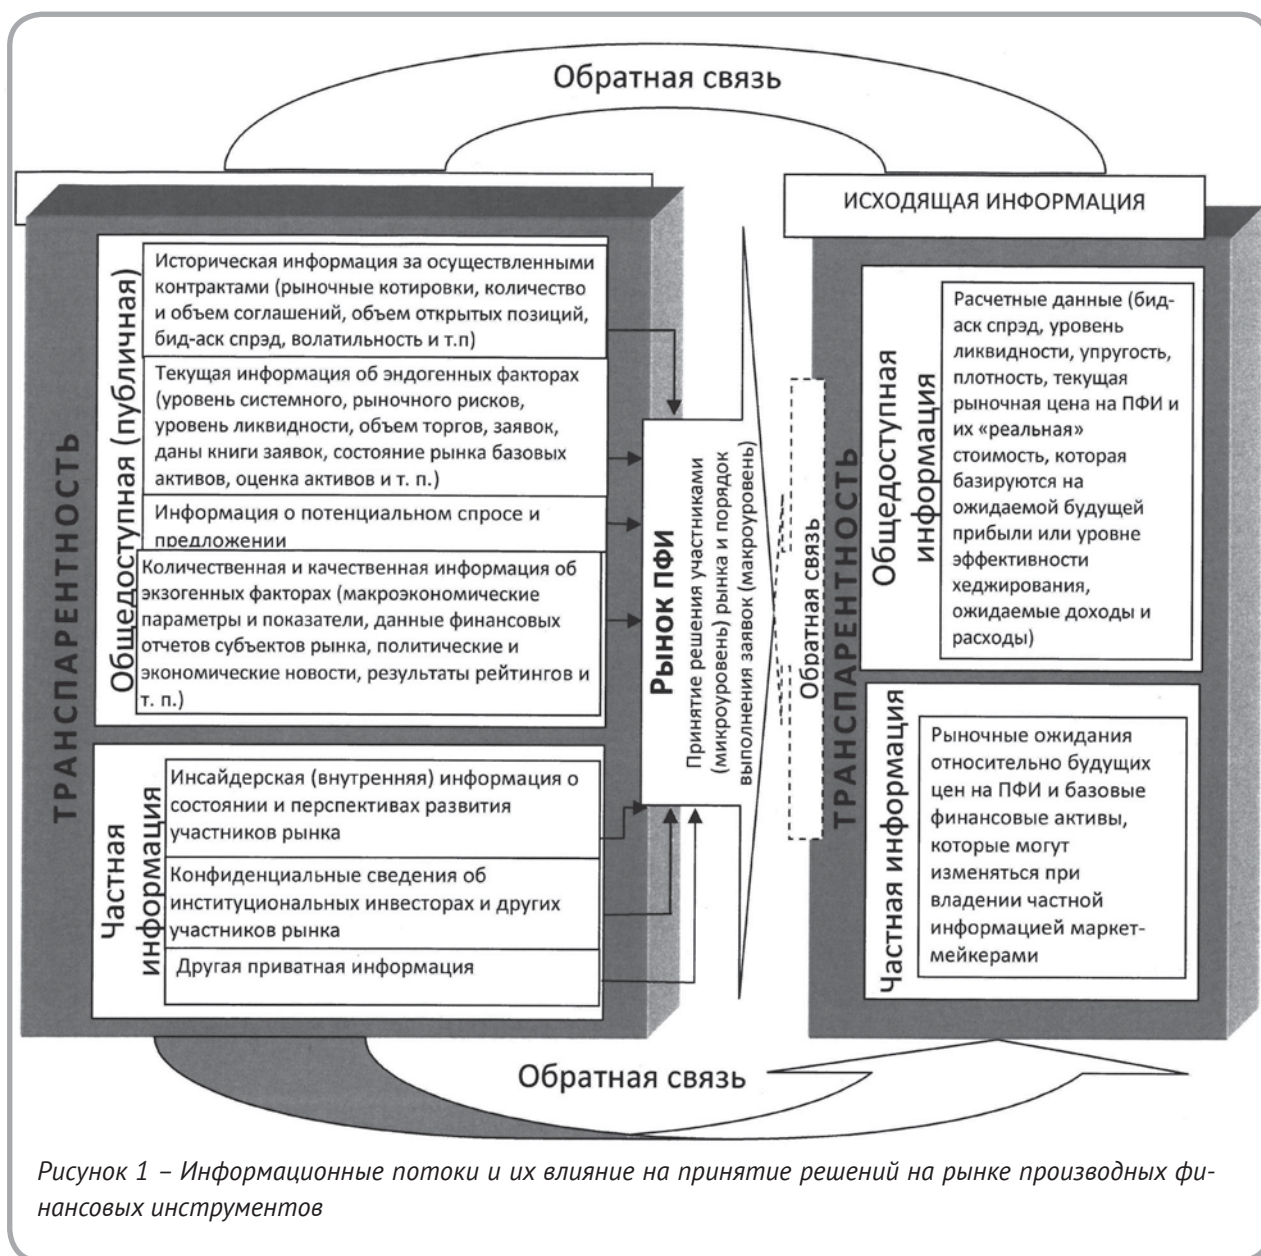 Обратная связь
ИСХОДЯЩАЯ ИНФОРМАЦИЯ
ТРАНСПАРЕНТНОСТЬ
Общедоступная (публичная)
Историческая информация за осуществленными
контрактами (рыночные котировки, количество
и объем соглашений, объем открытых позиций,
бид-аск спрэд, волатильность и т.п)
Текущая информация об эндогенных факторах
(уровень системного, рыночного рисков,
уровень ликвидности, объем торгов, заявок,
даны книги заявок, состояние рынка базовых
активов, оценка активов и т. п.)
Информация о потенциальном спросе и
предложении
Количественная и качественная информация об
экзогенных факторах (макроэкономические
параметры и показатели, данные финансовых
отчетов субъектов рынка, политические и
экономические новости, результаты рейтингов и
т. п.)
Частная
информация
Инсайдерская (внутренняя) информация о
состоянии и перспективах развития
участников рынка
Конфиденциальные сведения об
институциональных инвесторах и других
участников рынка
Другая приватная информация
Рынок ПФИ
Принятие решения участниками
(микроуровень) рынка и порядок
выполнения заявок (макроуровень)
Обратная связь
ТРАНСПАРЕНТНОСТЬ
Общедоступная
информация
Расчетные данные (бид-
аск спрэд, уровень
ликвидности, упругость,
плотность, текущая
рыночная цена на ПФИ и
их «реальная»
стоимость, которая
базируются на
ожидаемой будущей
прибыли или уровне
эффективности
хеджирования,
ожидаемые доходы и
расходы)
Частная информация
Рыночные ожидания
относительно будущих
цен на ПФИ и базовые
финансовые активы,
которые могут
изменяться при
владении частной
информацией маркет-
мейкерами
Обратная связь
Рисунок 1 – Информационные потоки и их влияние на принятие решений на рынке производных фи-
нансовых инструментов